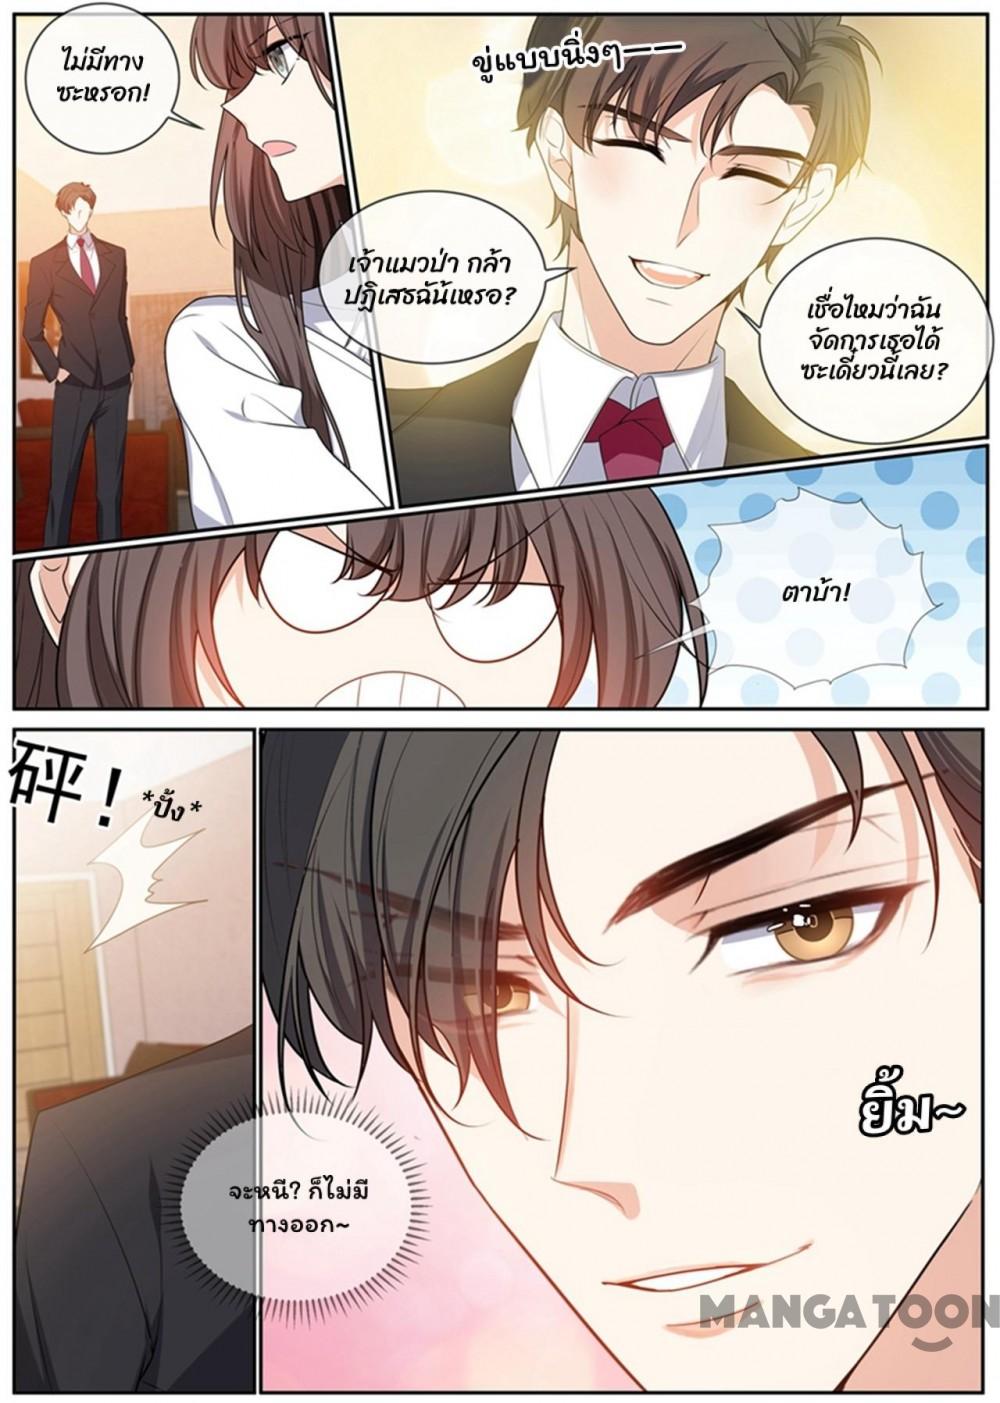 ไม่มีทาง
ซะหรอก!
ขู่แบบนิ่งๆ——
เจ้าแมวป่า กล้า
ปฏิเสธฉันัเหรอ?
เชื่อไหมว่าฉัน
จัดการเธอได้
ซะเดี๋ยวนี้เลย?
ตาบ้า!
砰!
*ปั้ง*
ยิ้ม~
จะหนี? ก็ไม่มี
ทางออก~
MANGATOON